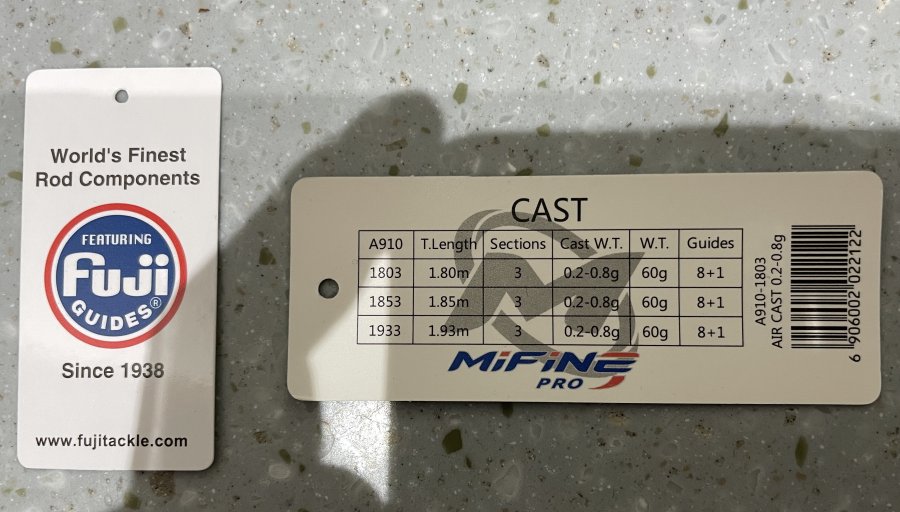 World's Finest
Rod Components
FEATURING
Fuji
GUIDES®
Since 1938
www.fujitackle.com
CAST
A910 T.Length Sections Cast W.T. W.T. Guides
1803 1.80m 3 0.2-0.8g 60g 8+1
1853 1.85m 3 0.2-0.8g 60g 8+1
1933 1.93m 3 0.2-0.8g 60g 8+1
MiFiNE
PRO
A910-1803
AIR CAST 0.2-0.8g
6 906002 022122